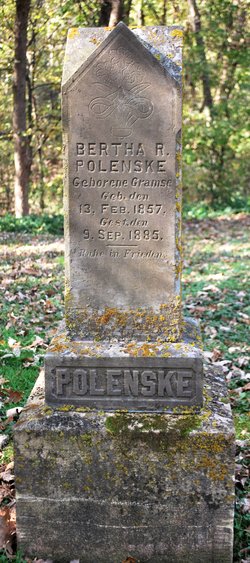 BERTHA R.
POLENSKE
Geborene Gramse
Geb. den
13. FEB. 1857.
Gest. den
9. SEP. 1885.
Ruhe in Frieden.
POLENSKE